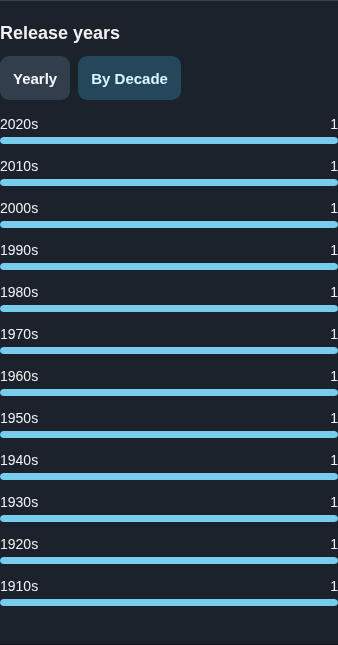 Release years
Yearly By Decade
2020s 1
2010s 1
2000s 1
1990s 1
1980s 1
1970s 1
1960s 1
1950s 1
1940s 1
1930s 1
1920s 1
1910s 1